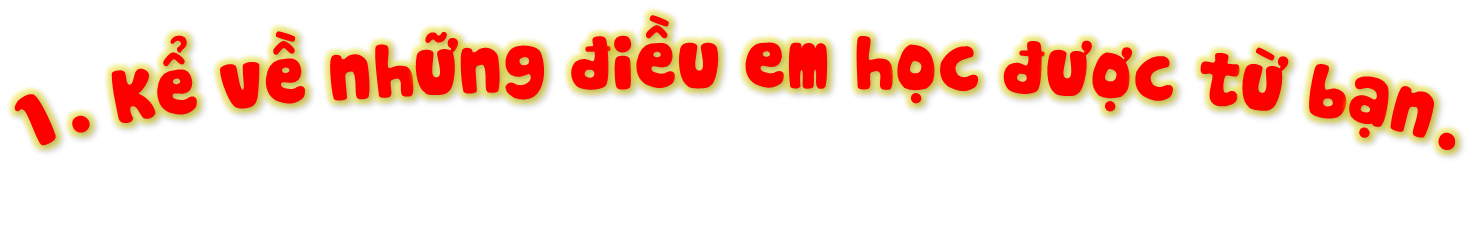 1. Kể về những điều em học được từ bạn.